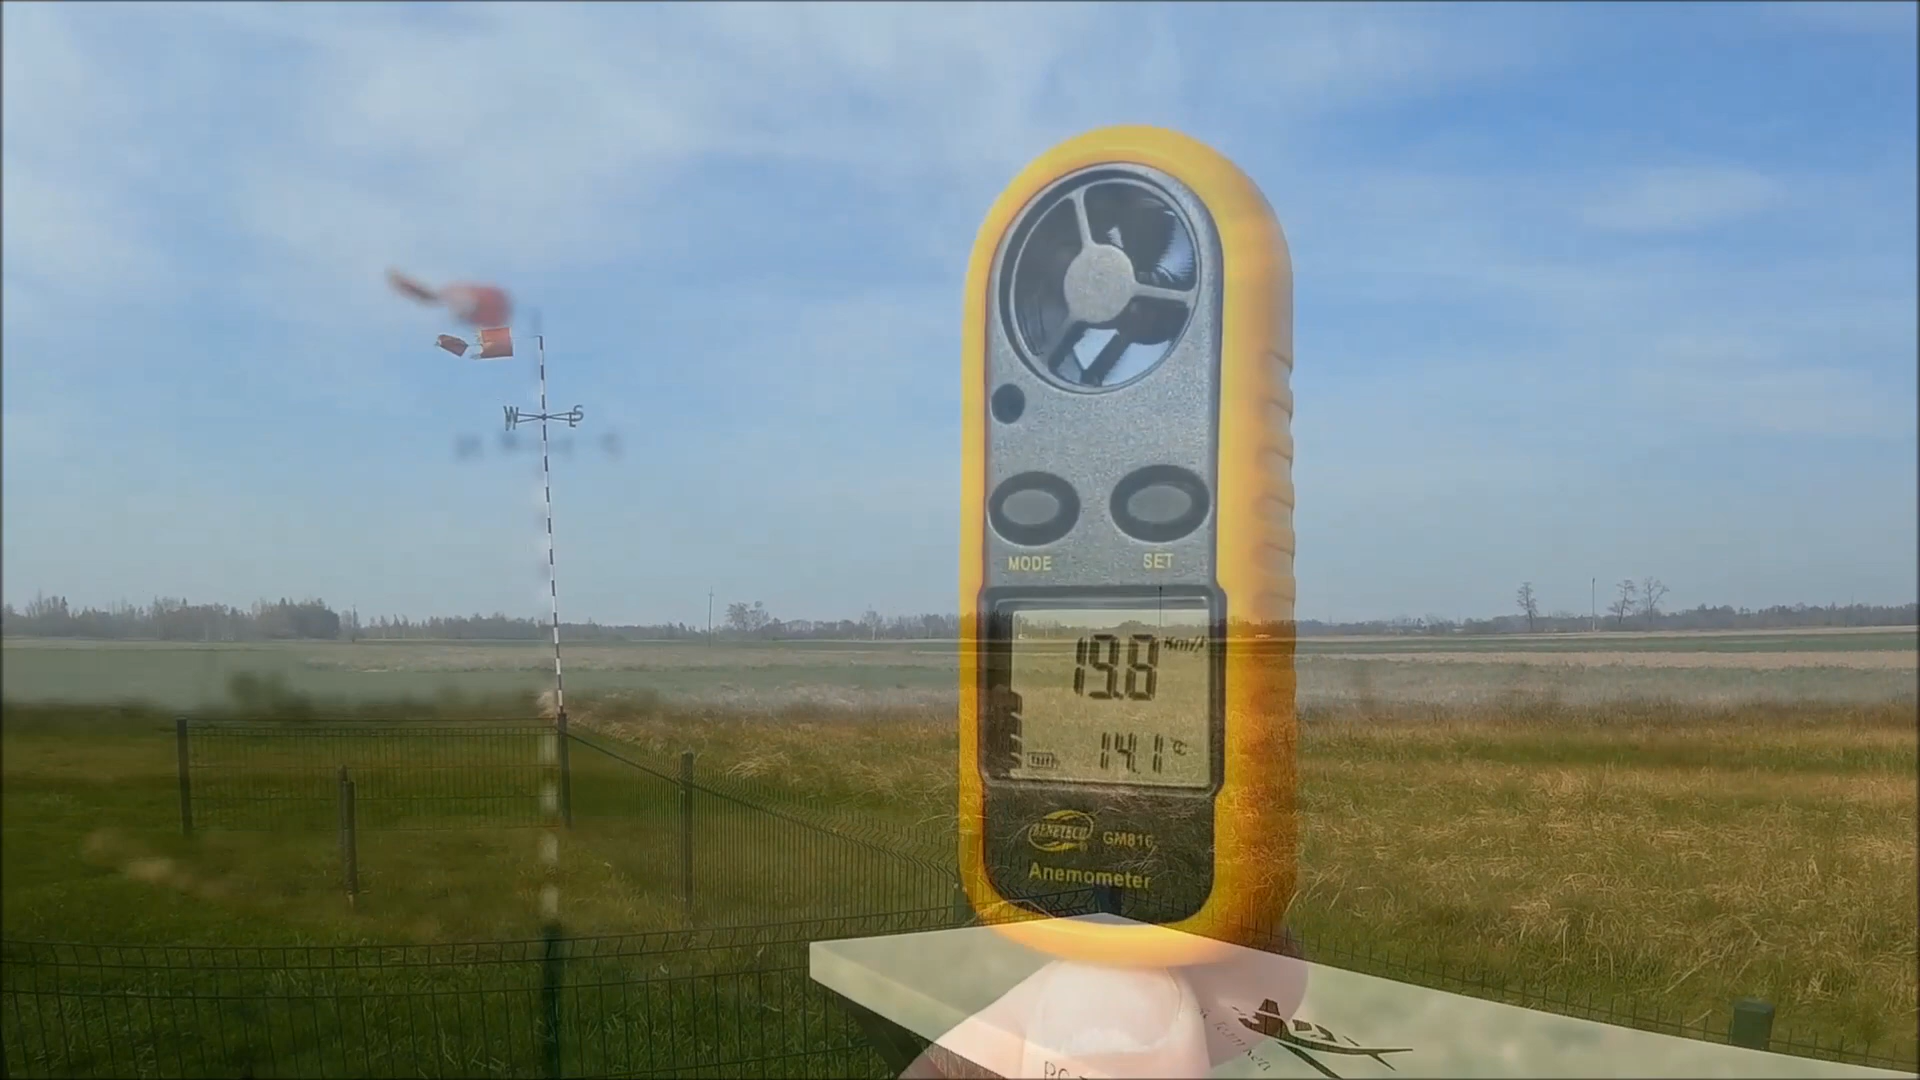 W S
MODE SET
19.8 Km/h
14.1 °C
BENETECH ®
GM816
Anemometer